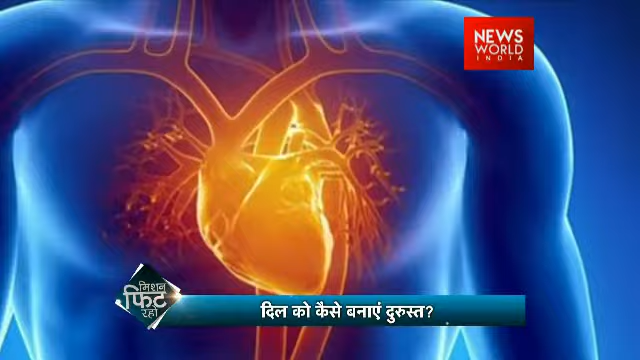 NEWS
WORLD
INDIA
मिशन
फिट
रहो
दिल को कैसे बनाएं दुरुस्त?